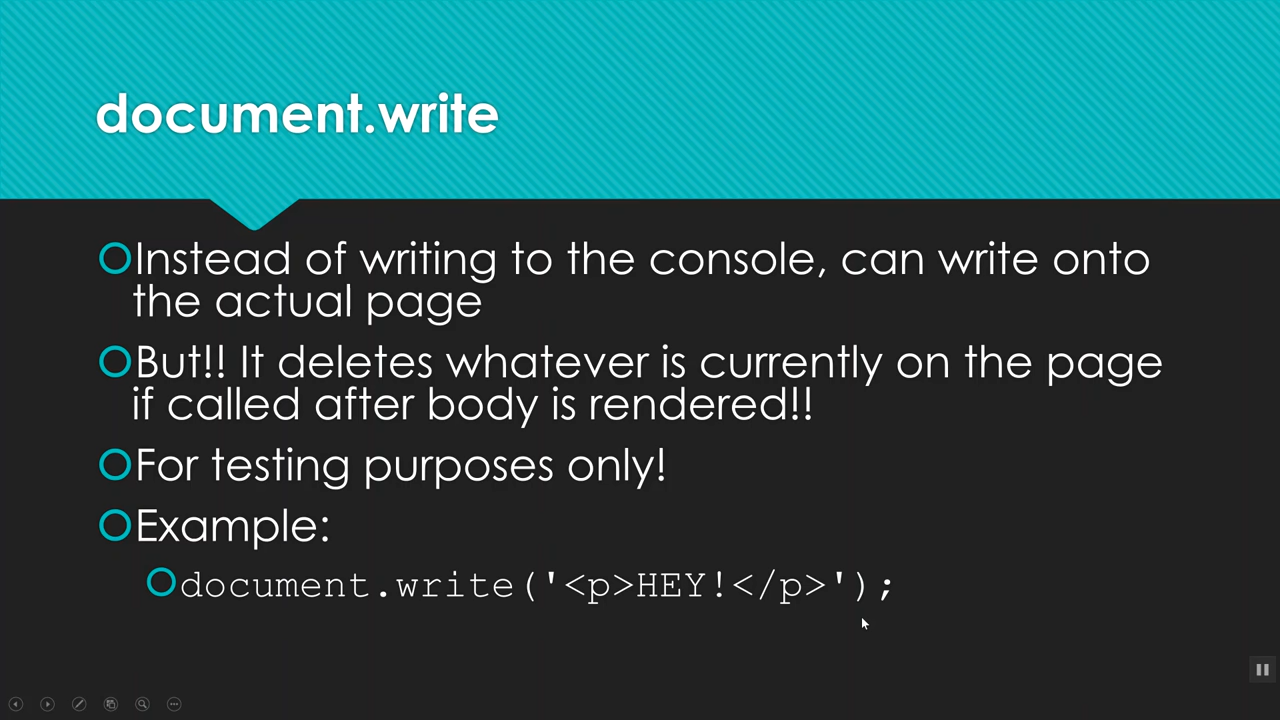 document.write
Instead of writing to the console, can write onto
the actual page
But!! It deletes whatever is currently on the page
if called after body is rendered!!
For testing purposes only!
Example:
document.write('<p>HEY!</p>');